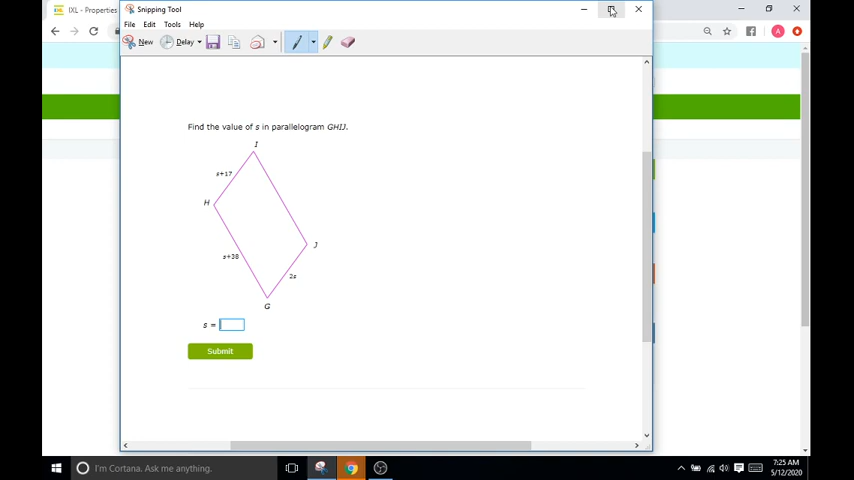 IXL - Properties
Snipping Tool
File Edit Tools Help
New Delay
Find the value of s in parallelogram GHIJ.
I
s+17
H
J
s+38
2s
G
s =
Submit
A
I'm Cortana. Ask me anything.
7:25 AM
5/12/2020